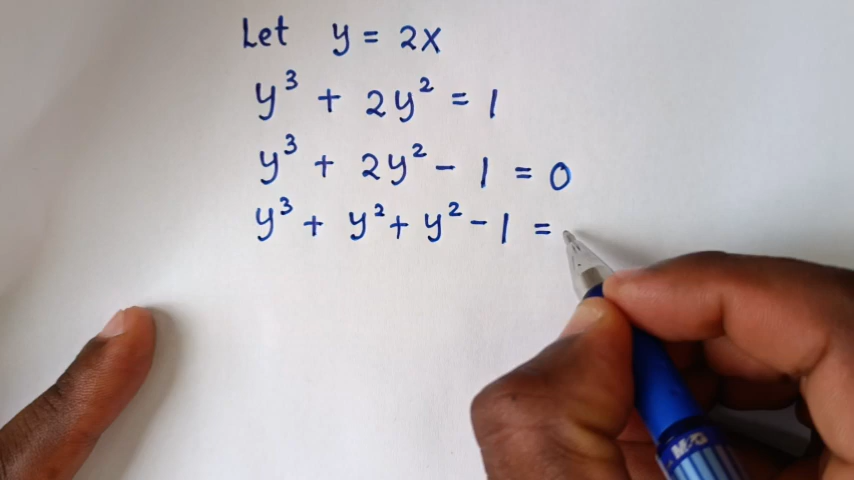 Let y = 2x
y³ + 2y² = 1
y³ + 2y² - 1 = 0
y³ + y² + y² - 1 =
M&G